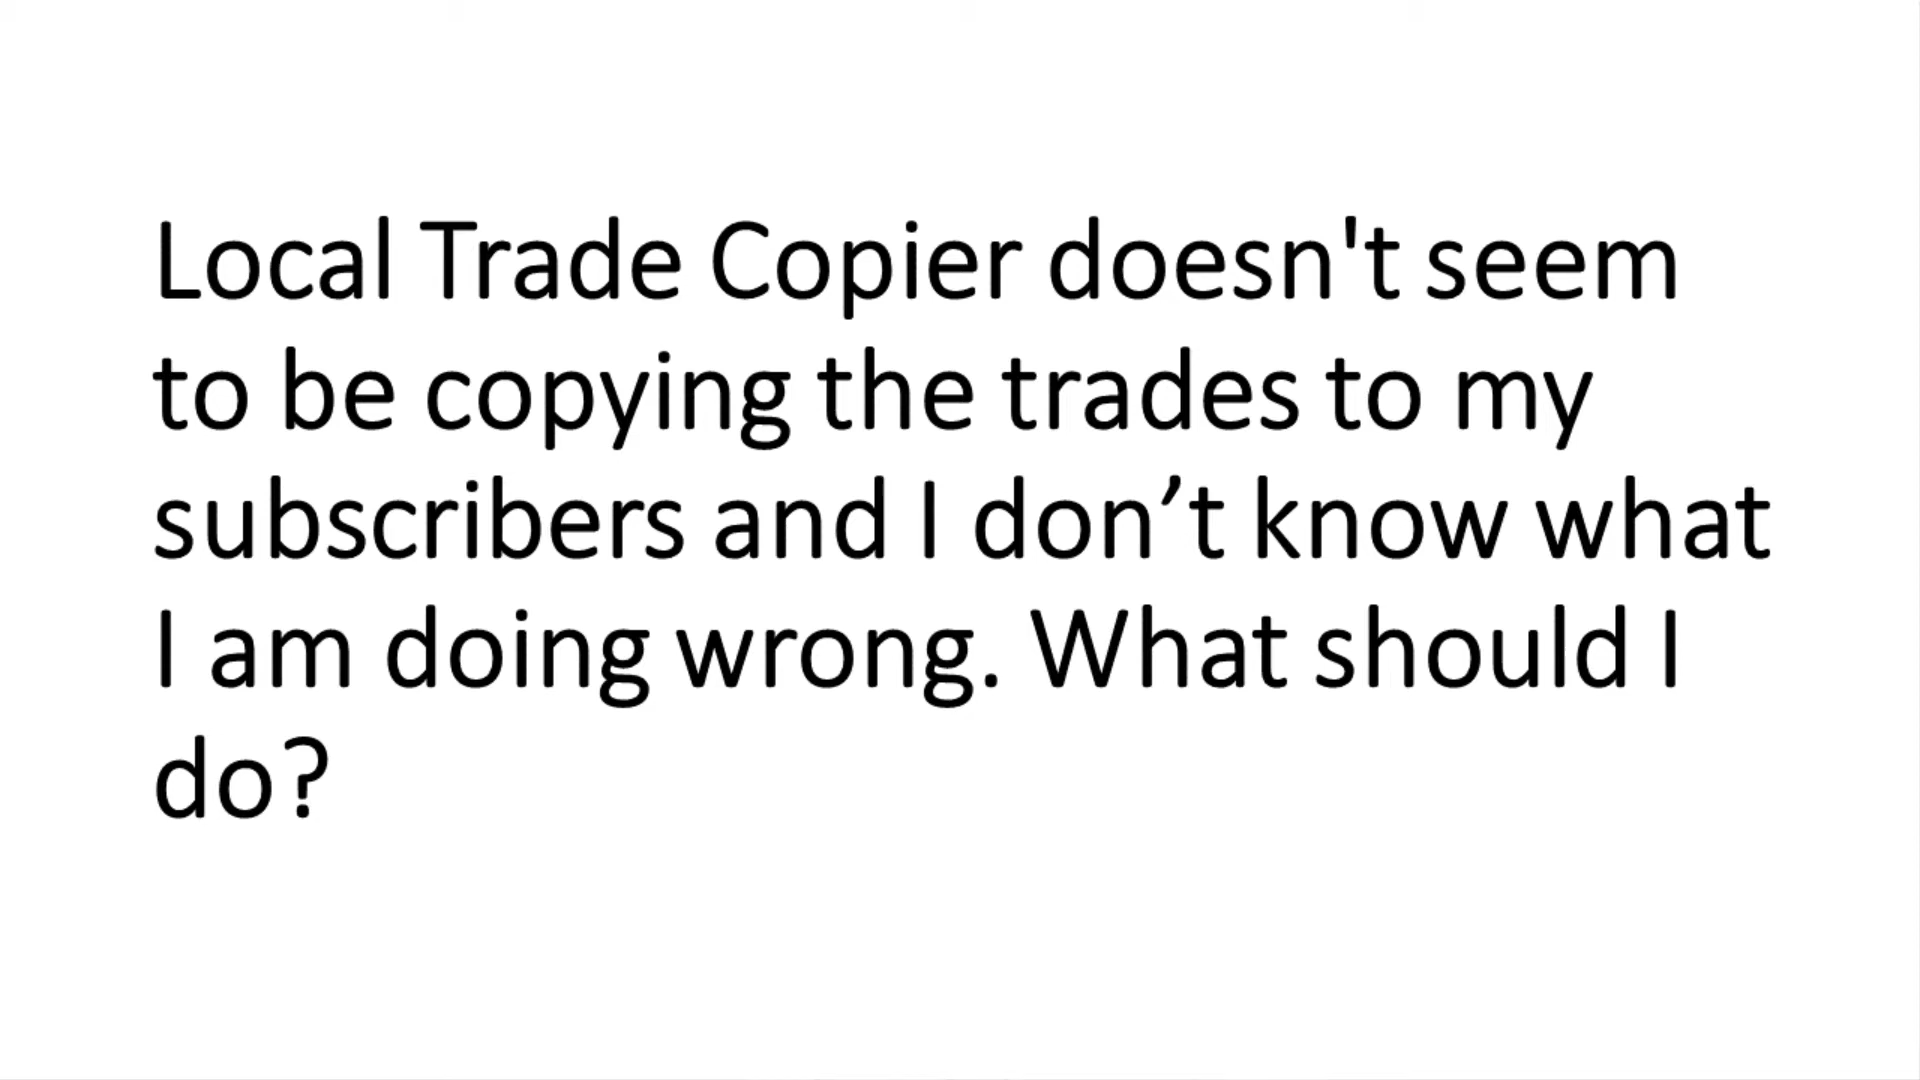 Local Trade Copier doesn't seem
to be copying the trades to my
subscribers and I don’t know what
I am doing wrong. What should I
do?